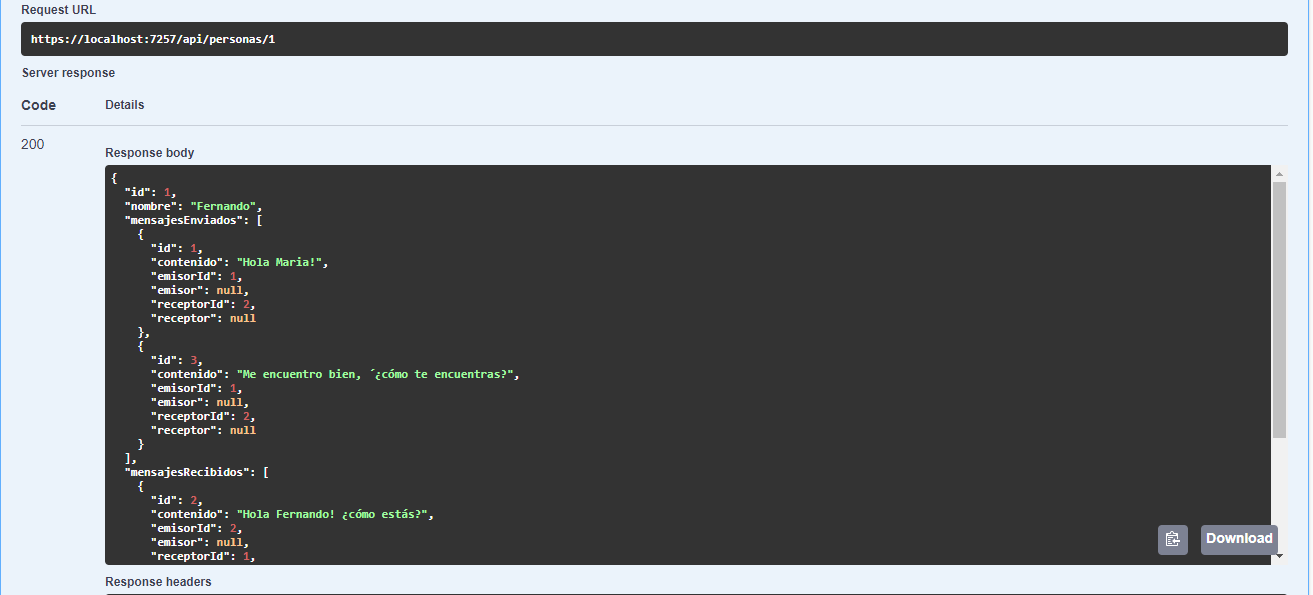 Request URL
https://localhost:7257/api/personas/1
Server response
Code Details
200
Response body
{
  "id": 1,
  "nombre": "Fernando",
  "mensajesEnviados": [
    {
      "id": 1,
      "contenido": "Hola Maria!",
      "emisorId": 1,
      "emisor": null,
      "receptorId": 2,
      "receptor": null
    },
    {
      "id": 3,
      "contenido": "Me encuentro bien, ´¿cómo te encuentras?",
      "emisorId": 1,
      "emisor": null,
      "receptorId": 2,
      "receptor": null
    }
  ],
  "mensajesRecibidos": [
    {
      "id": 2,
      "contenido": "Hola Fernando! ¿cómo estás?",
      "emisorId": 2,
      "emisor": null,
      "receptorId": 1,
Download
Response headers